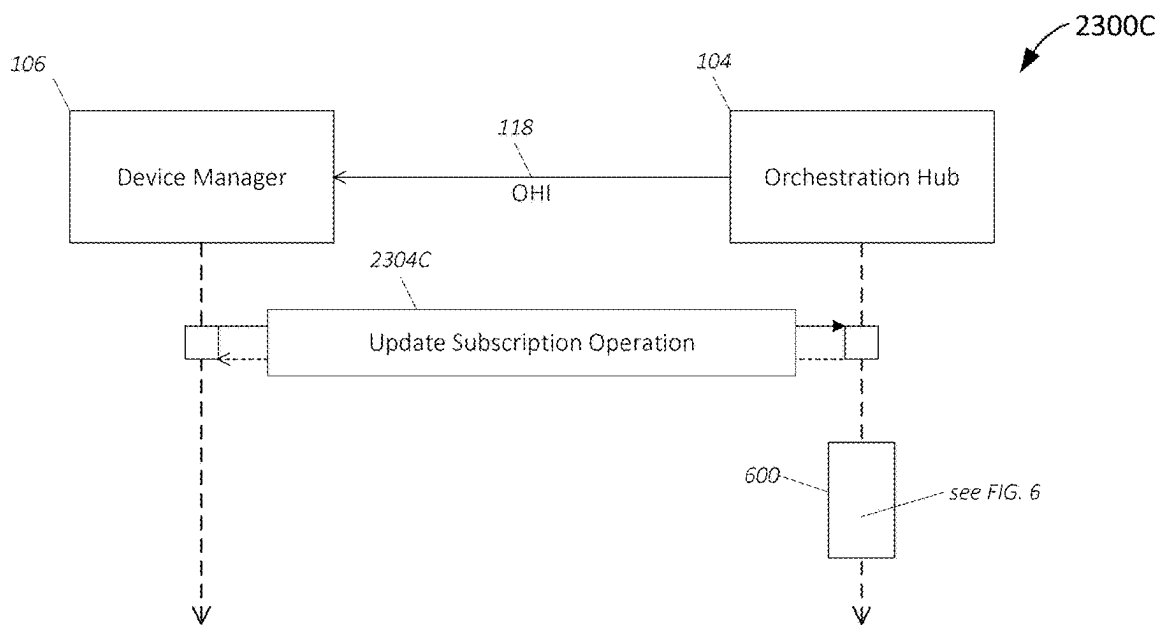 2300C
106
104
118
Device Manager
Orchestration Hub
OHI
2304C
Update Subscription Operation
600
see FIG. 6